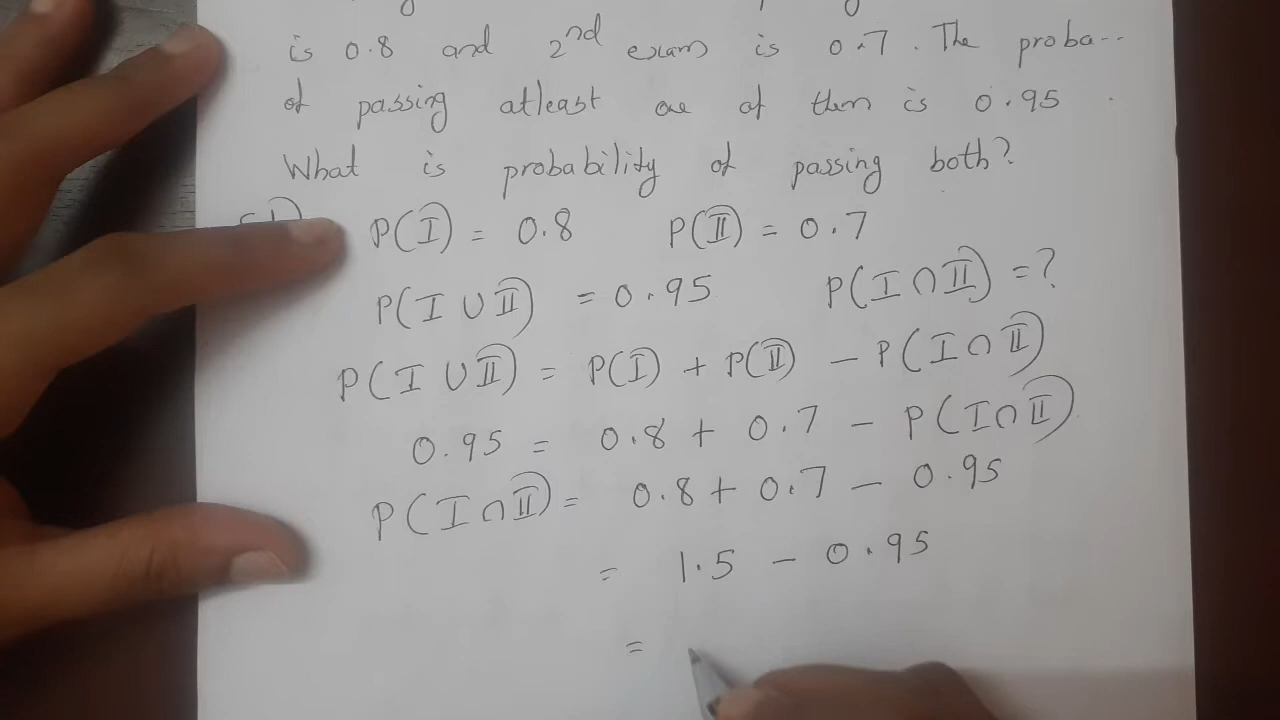 is 0.8 and 2nd exam is 0.7. The proba--
of passing atleast one of them is 0.95.
What is probability of passing both?
P(I) = 0.8 P(II) = 0.7
P(I ∪ II) = 0.95 P(I ∩ II) = ?
P(I ∪ II) = P(I) + P(II) - P(I ∩ II)
0.95 = 0.8 + 0.7 - P(I ∩ II)
P(I ∩ II) = 0.8 + 0.7 - 0.95
= 1.5 - 0.95
=